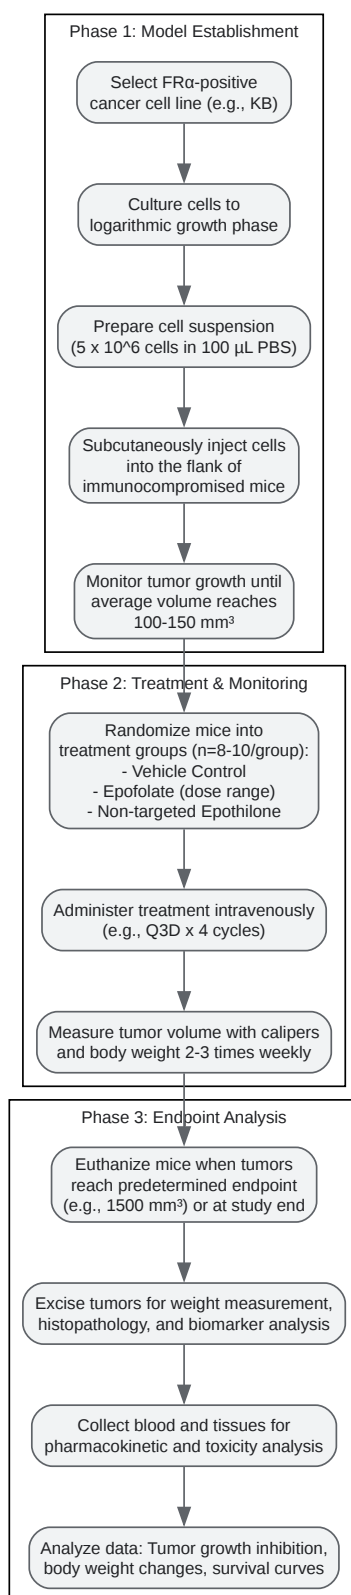 Phase 1: Model Establishment
Select FRα-positive
cancer cell line (e.g., KB)
Culture cells to
logarithmic growth phase
Prepare cell suspension
(5 x 10^6 cells in 100 µL PBS)
Subcutaneously inject cells
into the flank of
immunocompromised mice
Monitor tumor growth until
average volume reaches
100-150 mm³
Phase 2: Treatment & Monitoring
Randomize mice into
treatment groups (n=8-10/group):
- Vehicle Control
- Epofolate (dose range)
- Non-targeted Epothilone
Administer treatment intravenously
(e.g., Q3D x 4 cycles)
Measure tumor volume with calipers
and body weight 2-3 times weekly
Phase 3: Endpoint Analysis
Euthanize mice when tumors
reach predetermined endpoint
(e.g., 1500 mm³) or at study end
Excise tumors for weight measurement,
histopathology, and biomarker analysis
Collect blood and tissues for
pharmacokinetic and toxicity analysis
Analyze data: Tumor growth inhibition,
body weight changes, survival curves